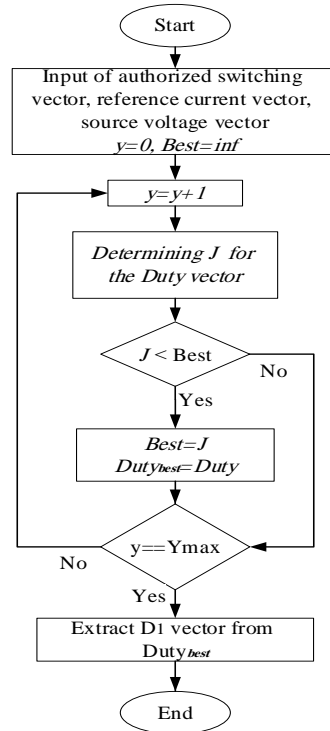 Start
Input of authorized switching
vector, reference current vector,
source voltage vector
y=0, Best=inf
y=y+1
Determining J for
the Duty vector
J < Best
No
Yes
Best=J
Dutybest=Duty
y==Ymax
No
Yes
Extract D1 vector from
Dutybest
End